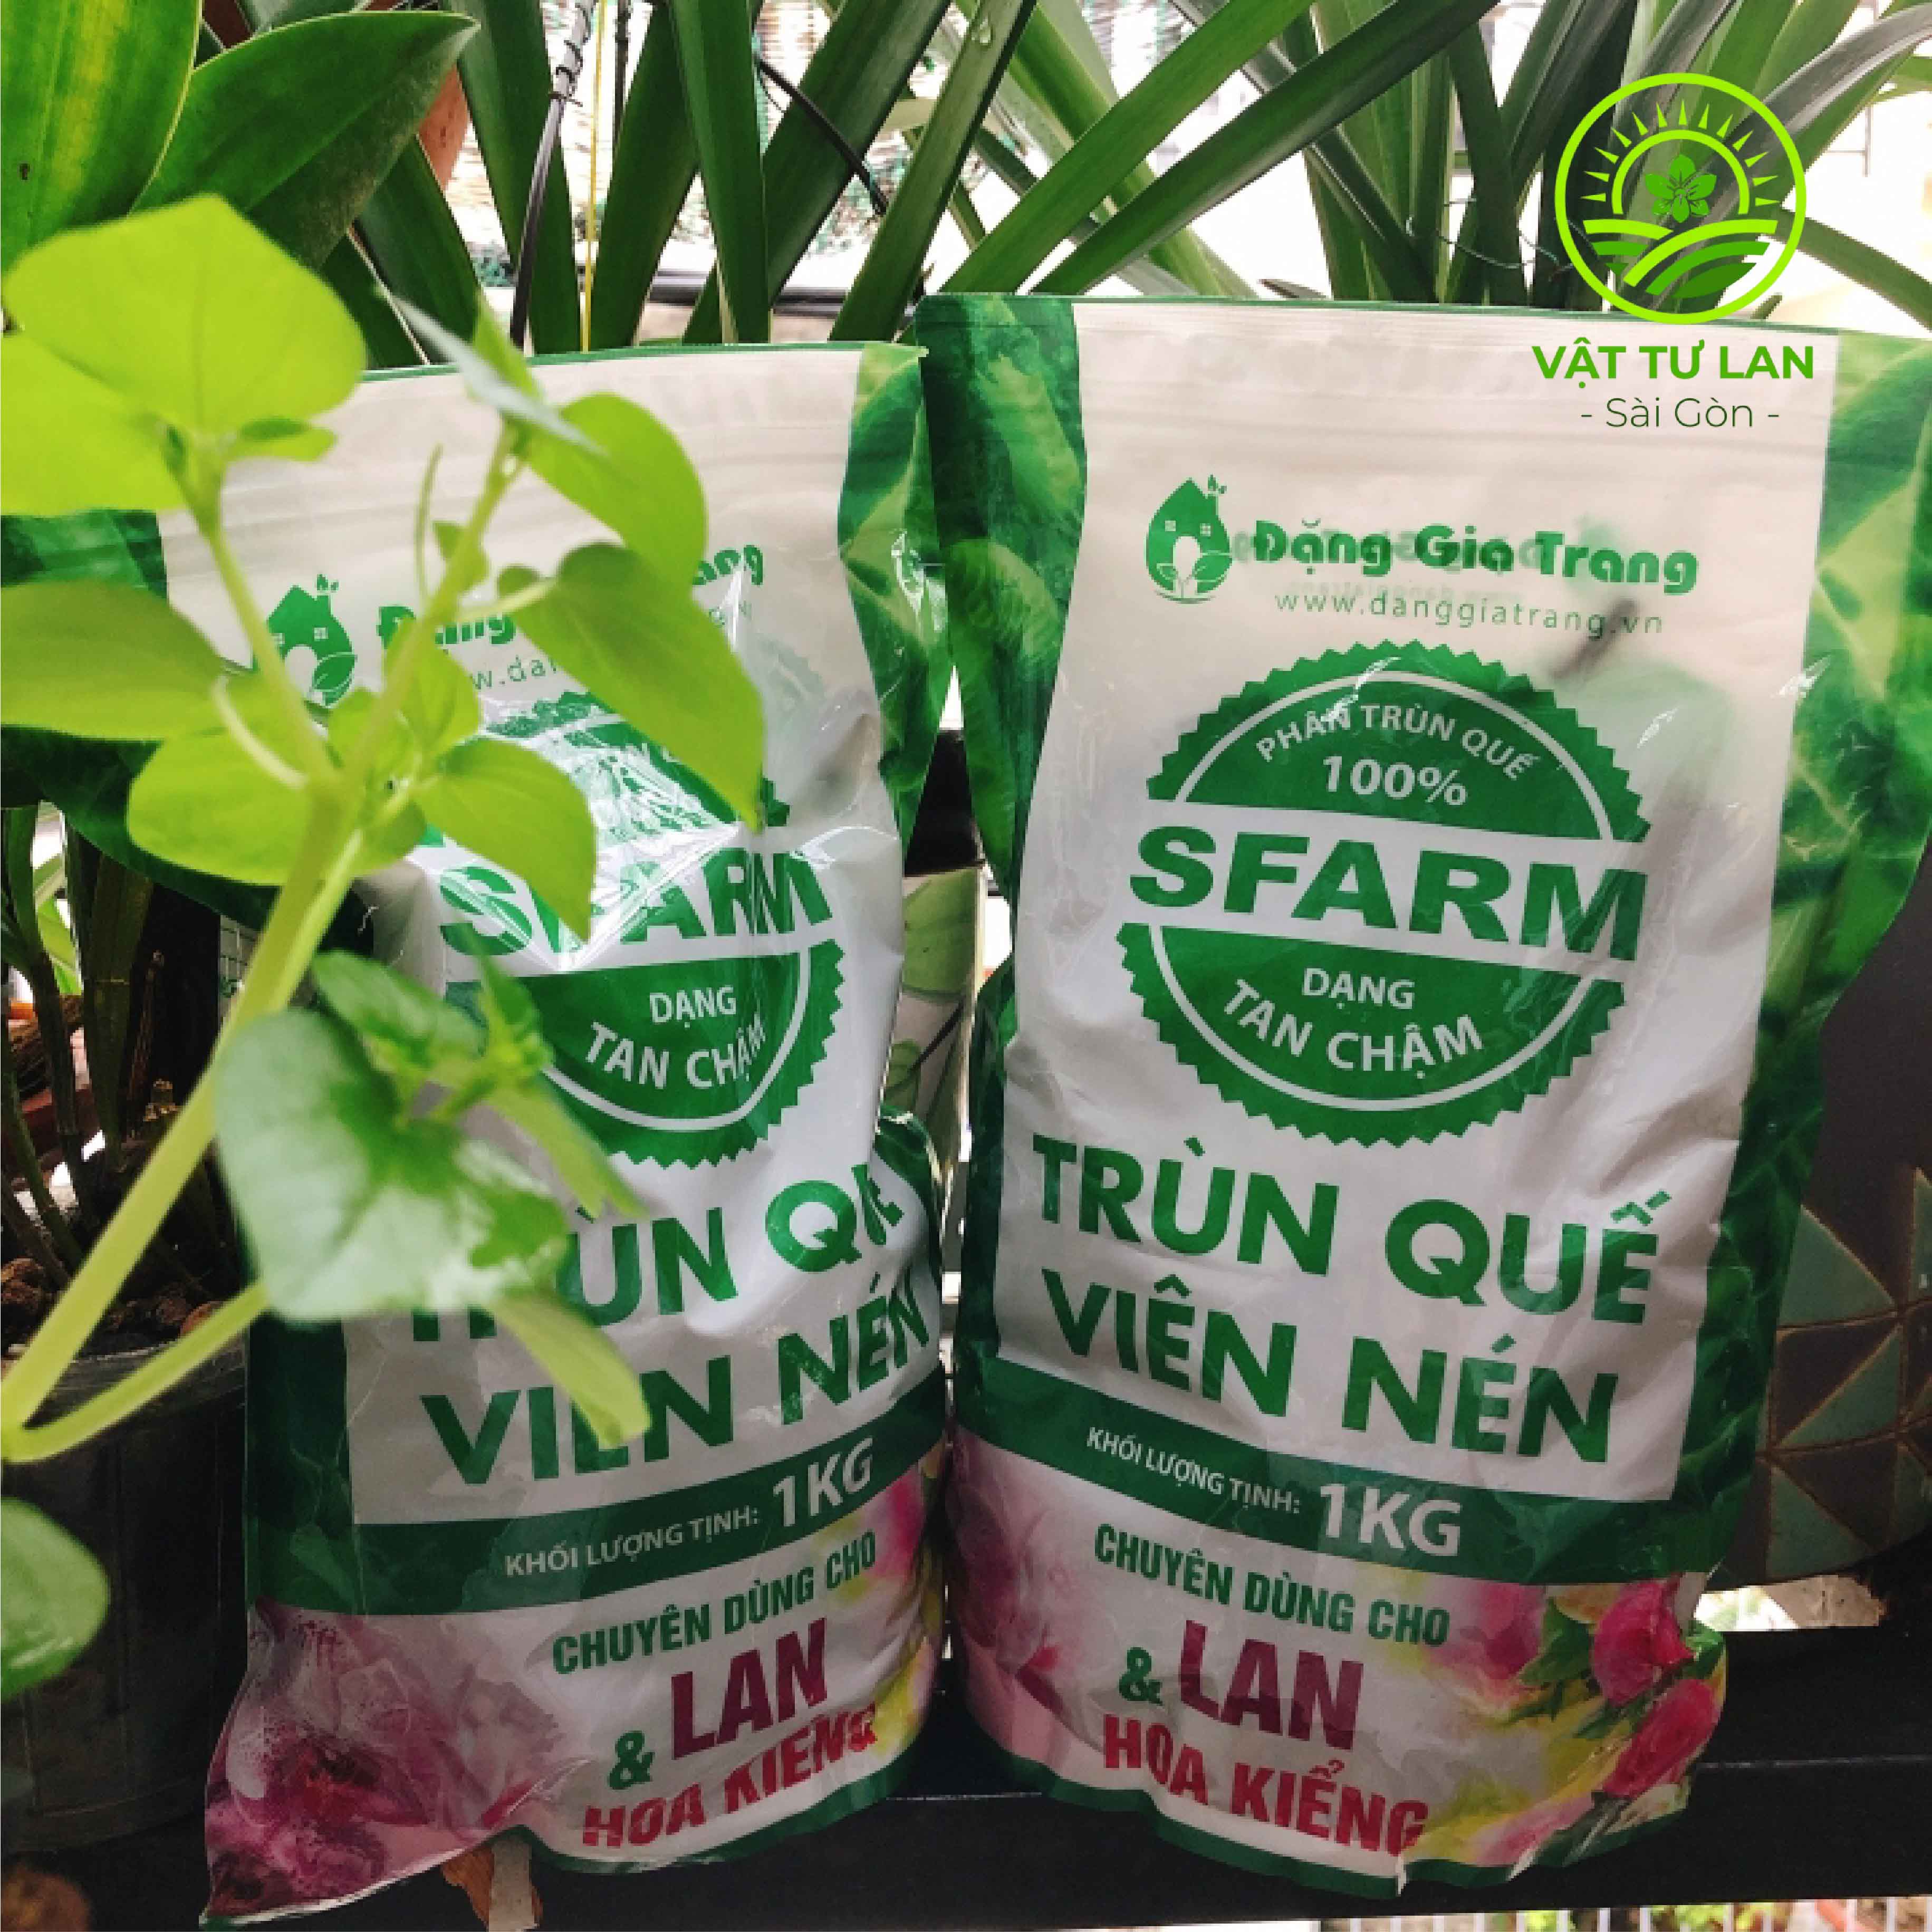 VẬT TƯ LAN
- Sài Gòn -
Đặng Gia Trang
www.danggiatrang.vn
PHÂN TRÙN QUẾ
100%
SFARM
DẠNG
TAN CHẬM
TRÙN QUẾ
VIÊN NÉN
KHỐI LƯỢNG TỊNH: 1KG
CHUYÊN DÙNG CHO
& LAN
HOA KIỂNG
SFARM
DẠNG
TAN CHẬM
VIÊN NÉN
KHỐI LƯỢNG TỊNH: 1KG
CHUYÊN DÙNG CHO
& LAN
HOA KIỂNG